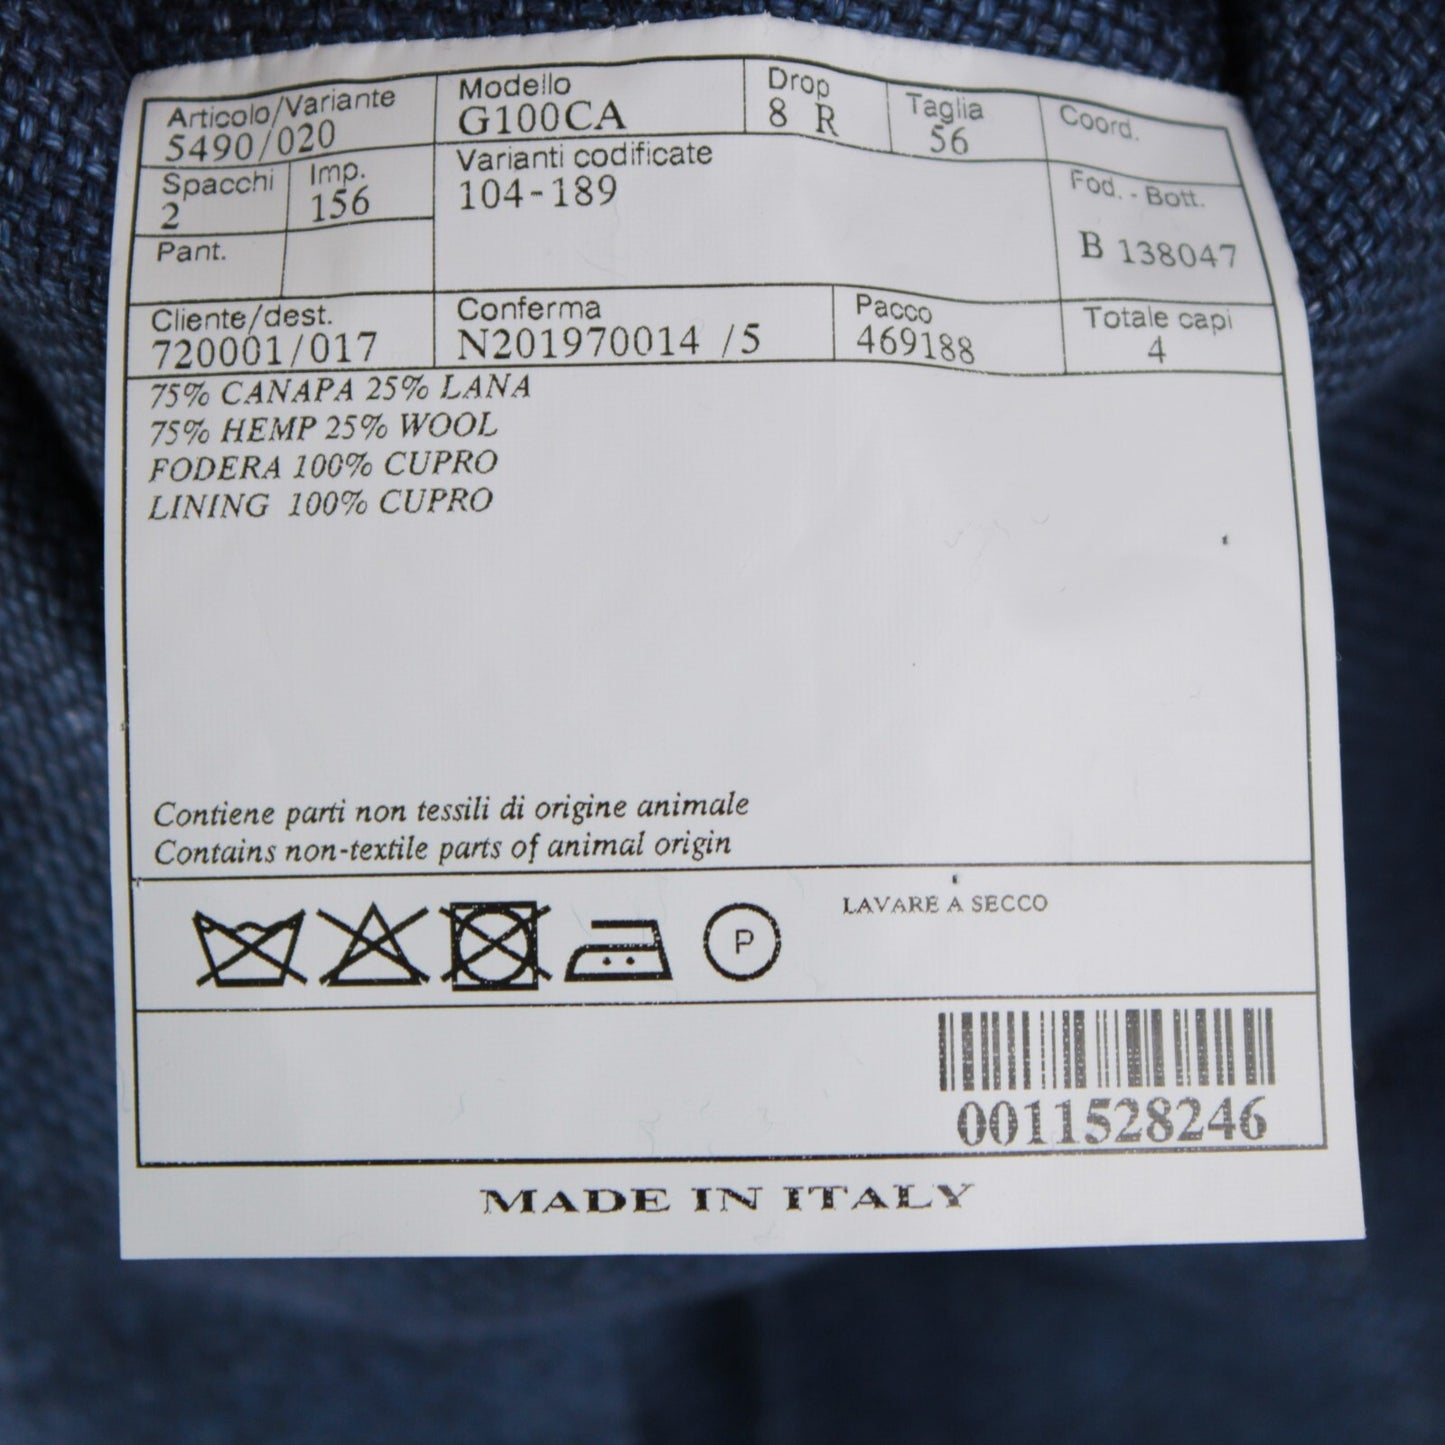 Articolo/Variante
5490/020
Modello
G100CA
Drop
8 R
Taglia
56
Coord.
Spacchi
2
Imp.
156
Varianti codificate
104-189
Fod. - Bott.
B 138047
Pant.
Cliente/dest.
720001/017
Conferma
N201970014 /5
Pacco
469188
Totale capi
4
75% CANAPA 25% LANA
75% HEMP 25% WOOL
FODERA 100% CUPRO
LINING 100% CUPRO
Contiene parti non tessili di origine animale
Contains non-textile parts of animal origin
P
LAVARE A SECCO
0011528246
MADE IN ITALY